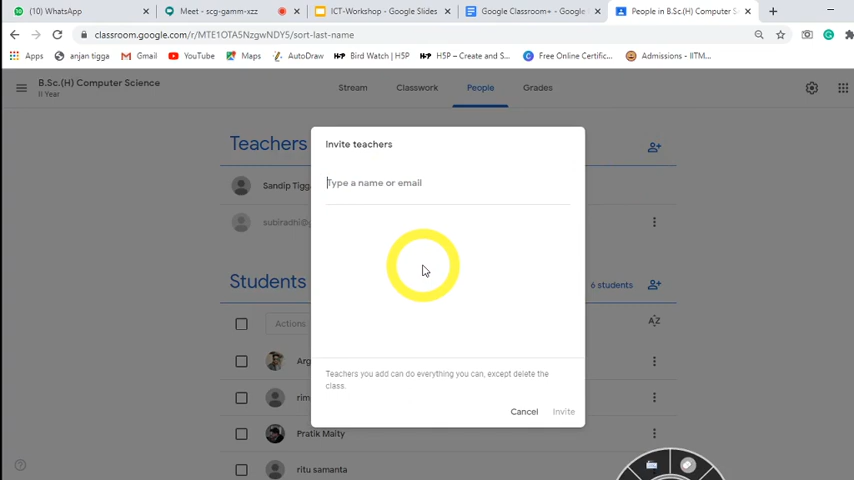 (10) WhatsApp
Meet - scg-gamm-xzz
ICT-Workshop - Google Slides
Google Classroom+ - Google
People in B.Sc.(H) Computer S
classroom.google.com/r/MTE1OTA5NzgwNDY5/sort-last-name
Apps
anjan tigga
Gmail
YouTube
Maps
AutoDraw
H-P Bird Watch | H5P
H-P H5P – Create and S...
Free Online Certific...
Admissions - IITM...
B.Sc.(H) Computer Science
II Year
Stream
Classwork
People
Grades
Teachers
Invite teachers
Type a name or email
Sandip Tigg
subiradhi@
Students
6 students
Actions
AZ
Arg
rim
Teachers you add can do everything you can, except delete the
class.
Cancel
Invite
Pratik Maity
ritu samanta